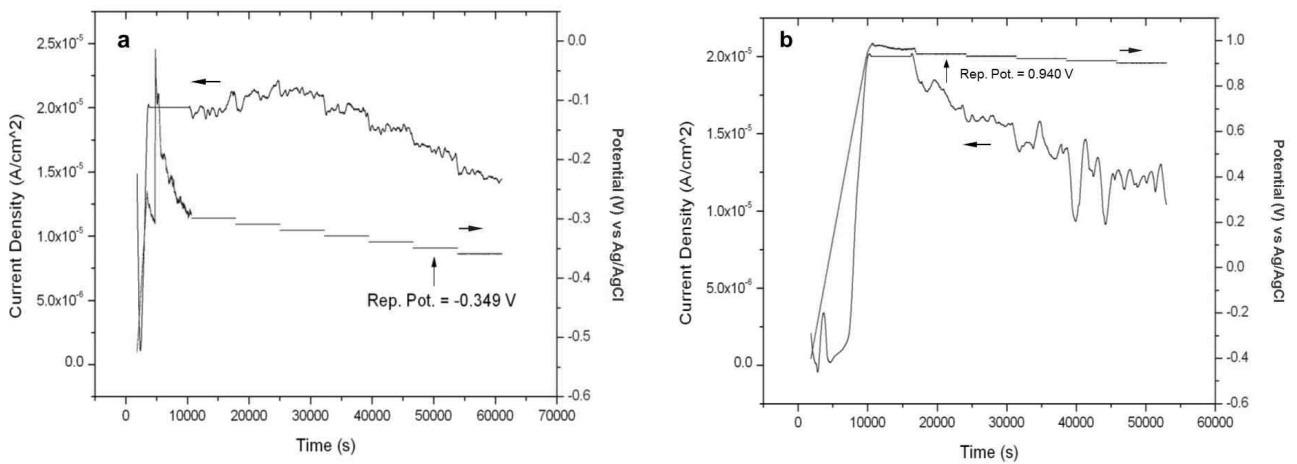 a
2.5x10⁻⁵
2.0x10⁻⁵
1.5x10⁻⁵
1.0x10⁻⁵
5.0x10⁻⁶
0.0
Current Density (A/cm^2)
0.0
-0.1
-0.2
-0.3
-0.4
-0.5
-0.6
Potential (V) vs Ag/AgCl
Rep. Pot. = -0.349 V
0 10000 20000 30000 40000 50000 60000 70000
Time (s)
b
2.0x10⁻⁵
1.5x10⁻⁵
1.0x10⁻⁵
5.0x10⁻⁶
0.0
Current Density (A/cm^2)
1.0
0.8
0.6
0.4
0.2
0.0
-0.2
-0.4
-0.6
Potential (V) vs Ag/AgCl
Rep. Pot. = 0.940 V
0 10000 20000 30000 40000 50000 60000
Time (s)